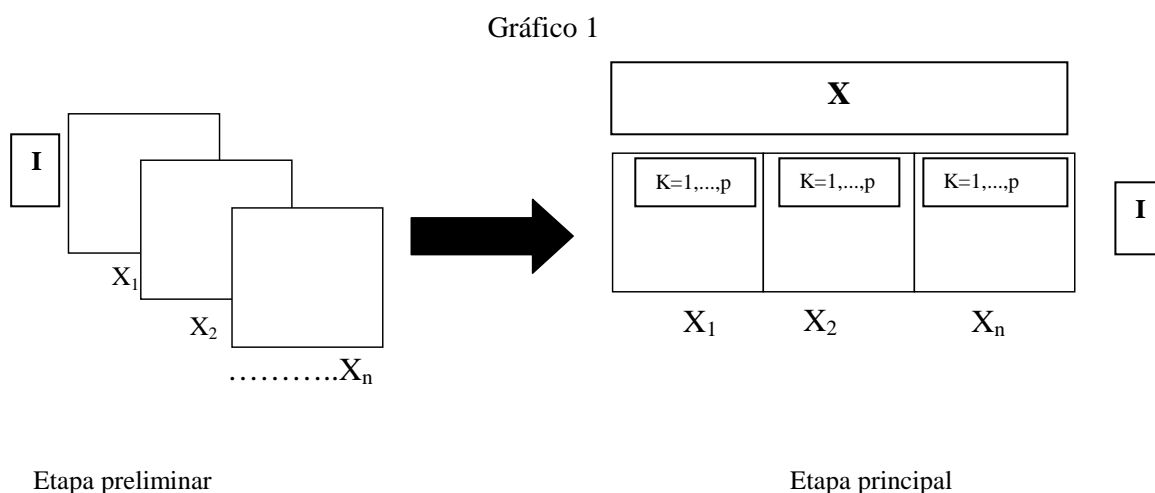 Gráfico 1
X
I
K=1,...,p K=1,...,p K=1,...,p
I
X1
X2
………..Xn
X1 X2 Xn
Etapa preliminar Etapa principal